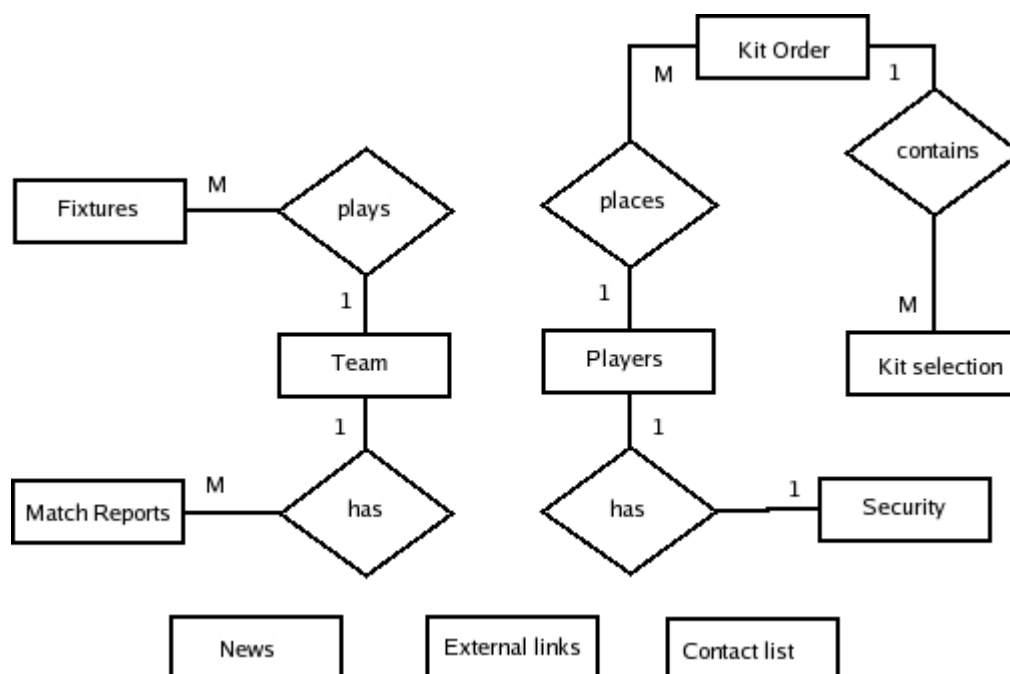 Kit Order
M
1
contains
M
Fixtures
plays
places
1
1
M
Team
Players
Kit selection
1
1
M
1
Match Reports
has
has
Security
News
External links
Contact list